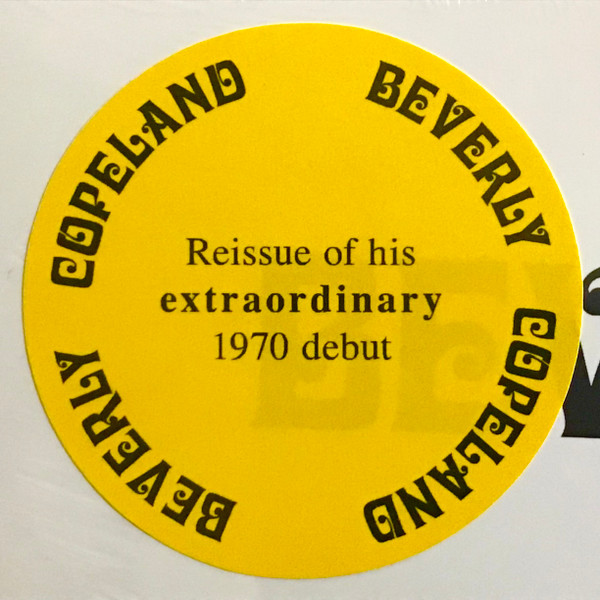 BEVERLY
COPELAND
BEVERLY
COPELAND
Reissue of his
extraordinary
1970 debut